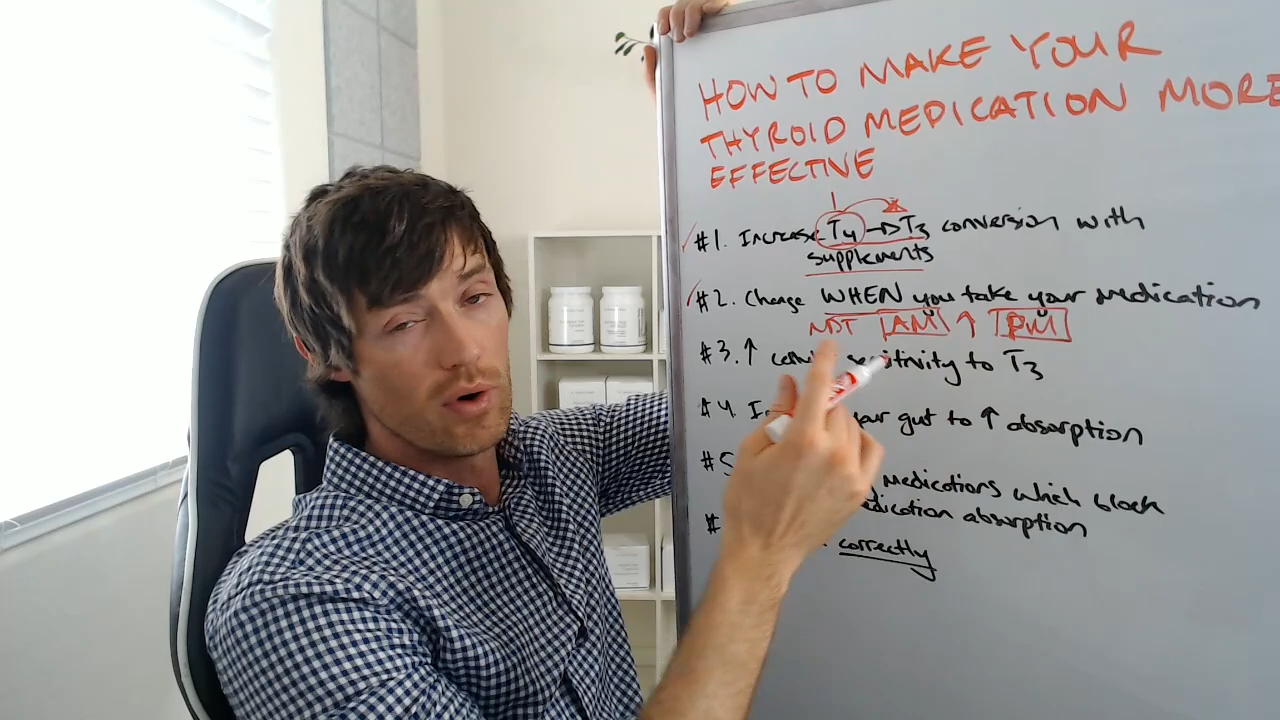 HOW TO MAKE YOUR
THYROID MEDICATION MORE
EFFECTIVE
#1. Increase T4 → T3 conversion with
supplements
#2. Change WHEN you take your medication
NOT AM ↑ PM
#3. ↑ sensitivity to T3
#4. your gut to ↑ absorption
#5
medications which block
medication absorption
#
correctly